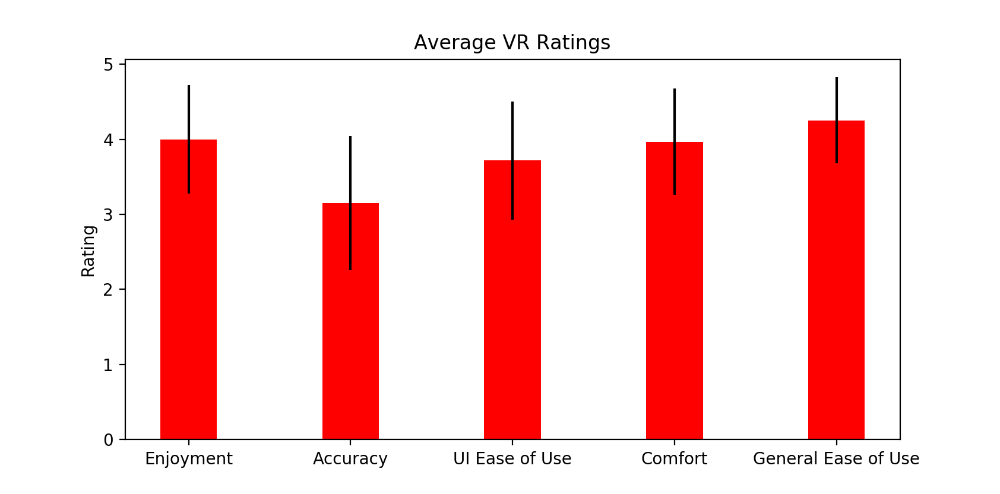 Average VR Ratings
5
4
3
2
1
0
Rating
Enjoyment Accuracy UI Ease of Use Comfort General Ease of Use